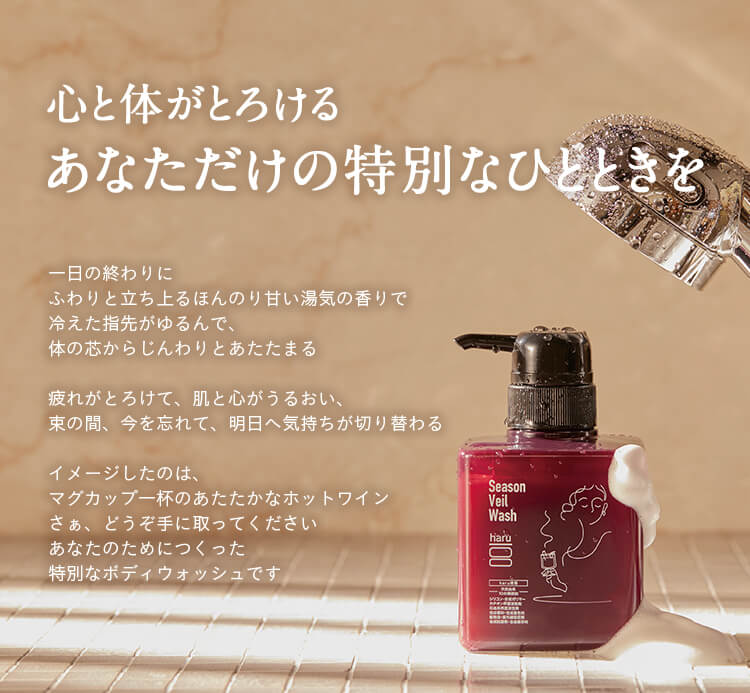 心と体がとろける
あなただけの特別なひとときを
一日の終わりに
ふわりと立ち上るほんのり甘い湯気の香りで
冷えた指先がゆるんで、
体の芯からじんわりとあたたまる
疲れがとろけて、肌と心がうるおい、
束の間、今を忘れて、明日へ気持ちが切り替わる
イメージしたのは、
マグカップ一杯のあたたかなホットワイン
さぁ、どうぞ手に取ってください
あなたのためにつくった
特別なボディウォッシュです
Season
Veil
Wash
haru